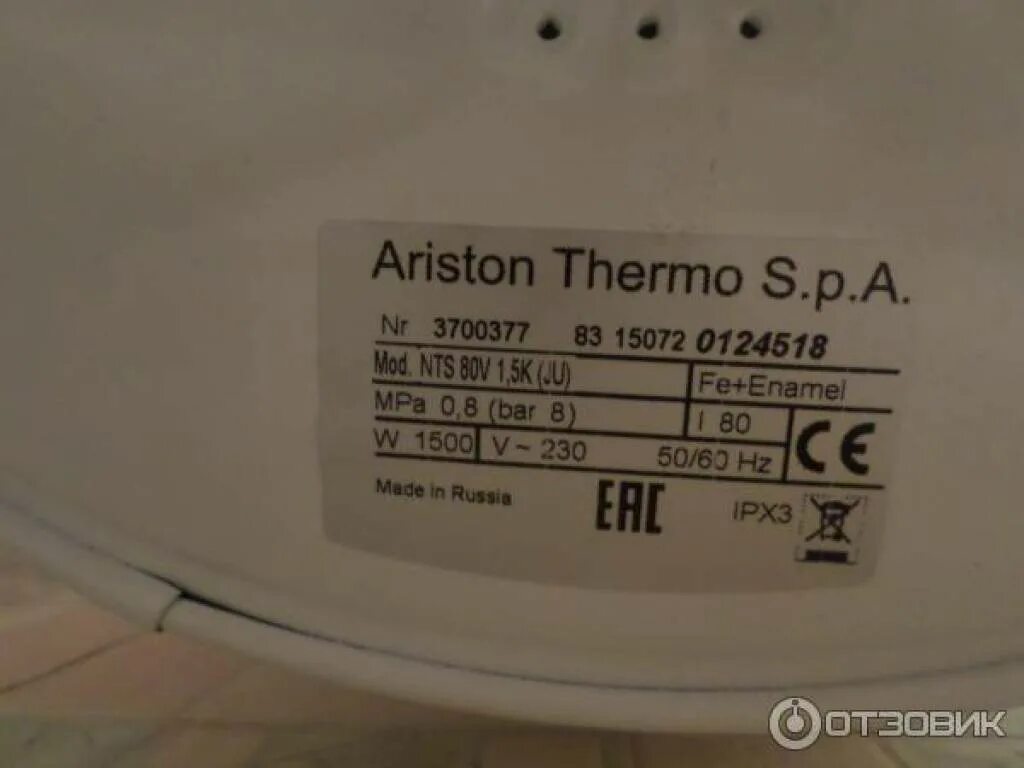 Ariston Thermo S.p.A.
Nr 3700377 83 15072 0124518
Mod. NTS 80V 1,5K (JU) Fe+Enamel
MPa 0,8 (bar 8) l 80
W 1500 V ~ 230 50/60 Hz CE
Made in Russia EAC IPX3
ОТЗОВИК